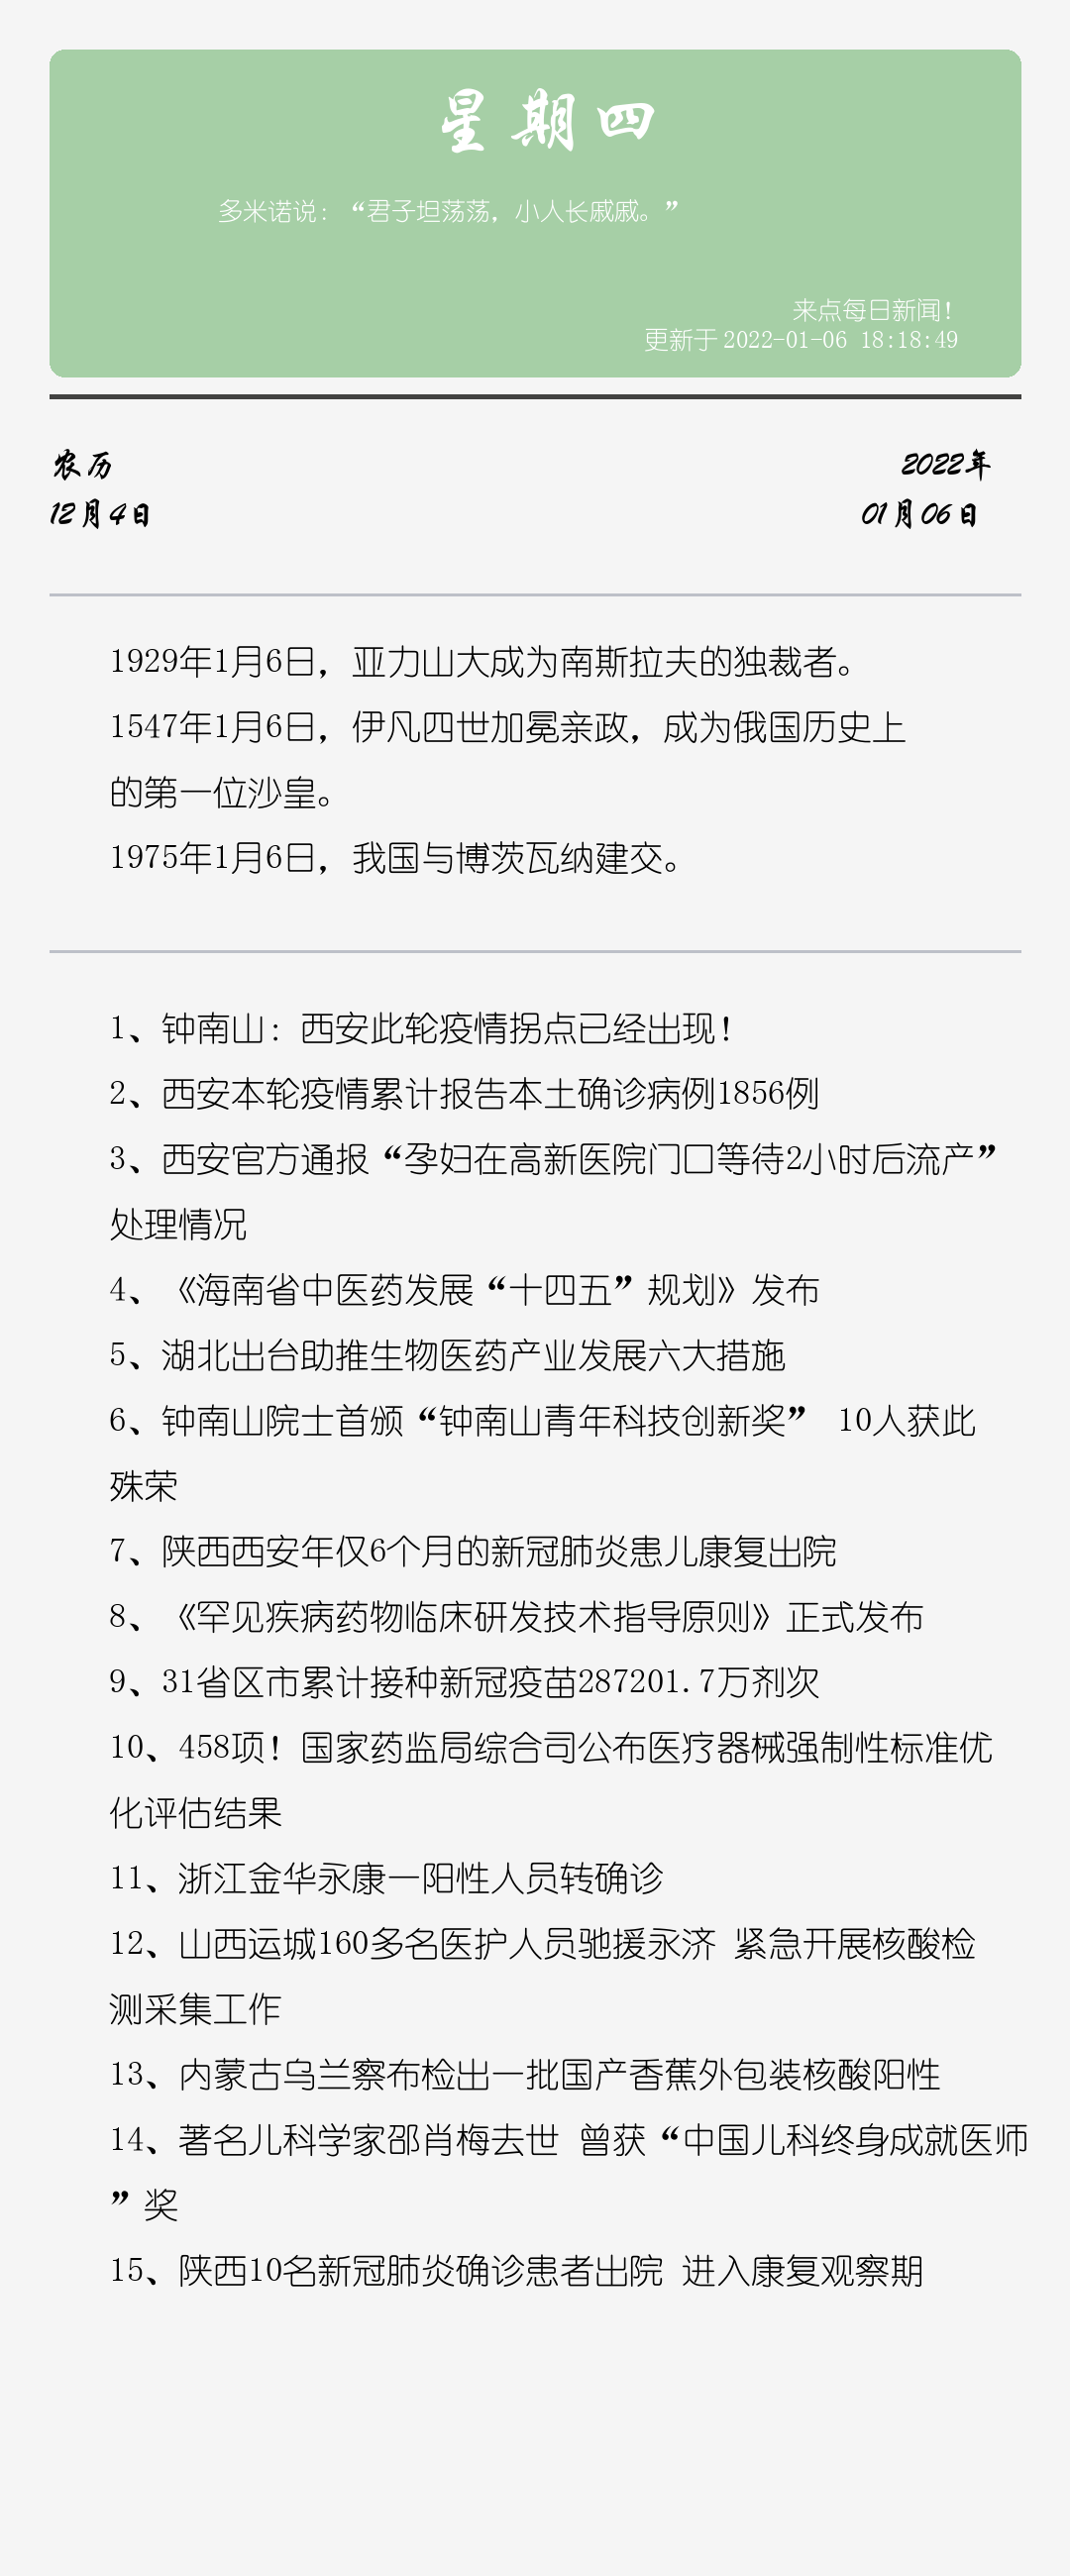 星期四
多米诺说：“君子坦荡荡，小人长戚戚。”
来点每日新闻！
更新于 2022-01-06 18:18:49
农历
2022年
12月4日
01月06日
1929年1月6日，亚力山大成为南斯拉夫的独裁者。
1547年1月6日，伊凡四世加冕亲政，成为俄国历史上
的第一位沙皇。
1975年1月6日，我国与博茨瓦纳建交。
1、钟南山：西安此轮疫情拐点已经出现！
2、西安本轮疫情累计报告本土确诊病例1856例
3、西安官方通报“孕妇在高新医院门口等待2小时后流产”
处理情况
4、《海南省中医药发展“十四五”规划》发布
5、湖北出台助推生物医药产业发展六大措施
6、钟南山院士首颁“钟南山青年科技创新奖” 10人获此
殊荣
7、陕西西安年仅6个月的新冠肺炎患儿康复出院
8、《罕见疾病药物临床研发技术指导原则》正式发布
9、31省区市累计接种新冠疫苗287201.7万剂次
10、458项！国家药监局综合司公布医疗器械强制性标准优
化评估结果
11、浙江金华永康一阳性人员转确诊
12、山西运城160多名医护人员驰援永济 紧急开展核酸检
测采集工作
13、内蒙古乌兰察布检出一批国产香蕉外包装核酸阳性
14、著名儿科学家邵肖梅去世 曾获“中国儿科终身成就医师
”奖
15、陕西10名新冠肺炎确诊患者出院 进入康复观察期